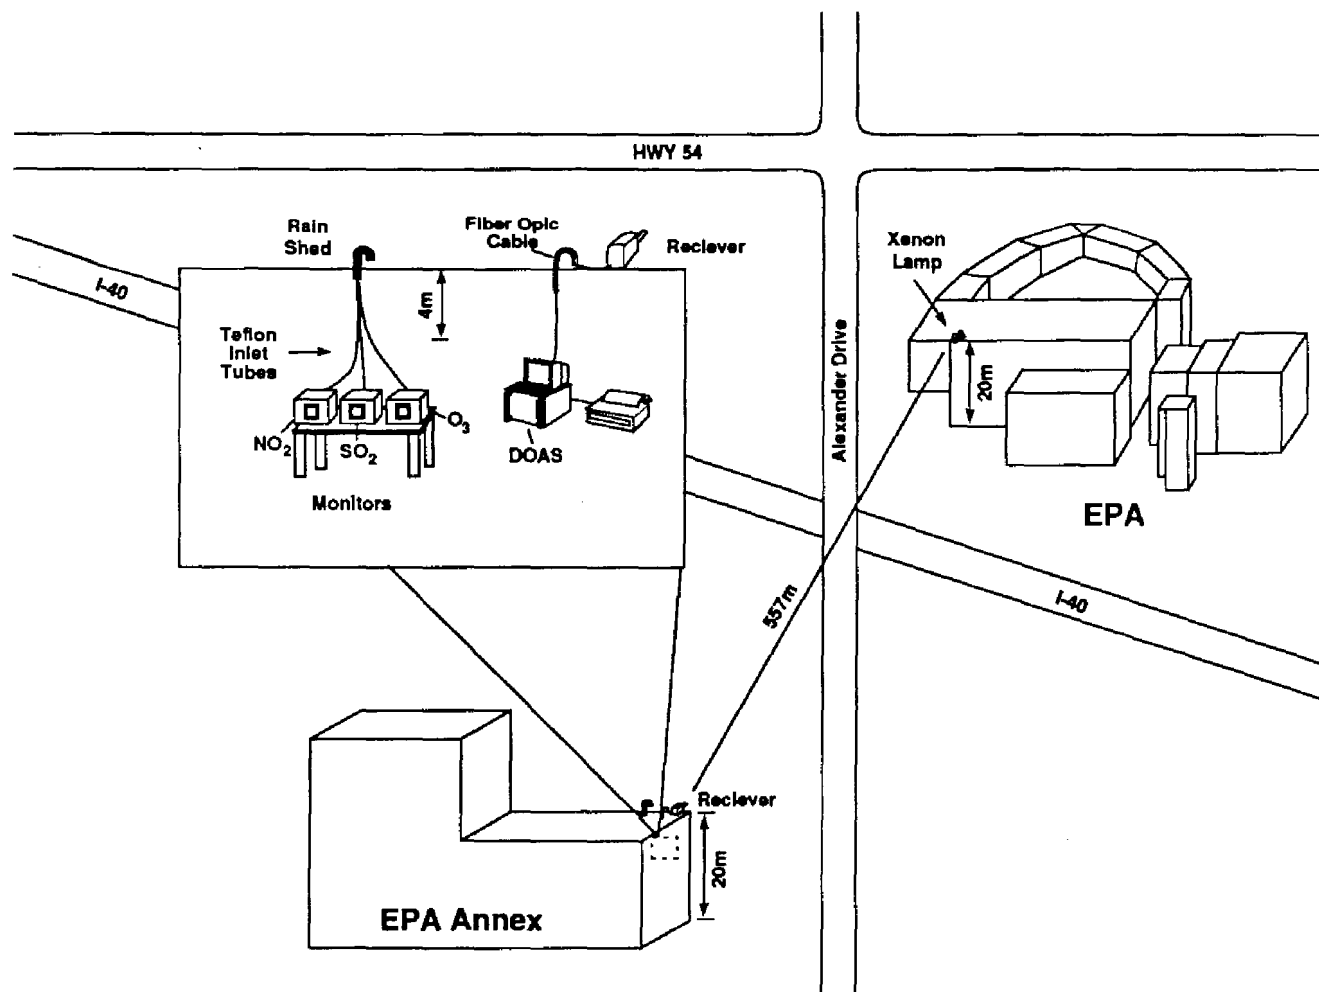 HWY 54
Rain
Shed
Fiber Opic
Cable
Reciever
Xenon
Lamp
I-40
4m
Teflon
Inlet
Tubes
Alexander Drive
20m
NO2
SO2
O3
DOAS
Monitors
EPA
557m
I-40
Reciever
20m
EPA Annex